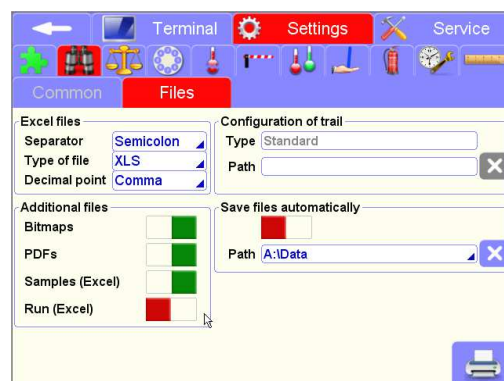 Terminal Settings Service
Common Files
Excel files
Separator Semicolon
Type of file XLS
Decimal point Comma
Configuration of trail
Type Standard
Path
Additional files
Bitmaps
PDFs
Samples (Excel)
Run (Excel)
Save files automatically
Path A:\Data